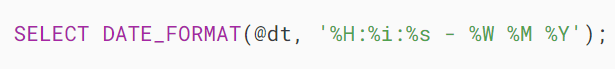 SELECT DATE_FORMAT(@dt, '%H:%i:%s - %W %M %Y');